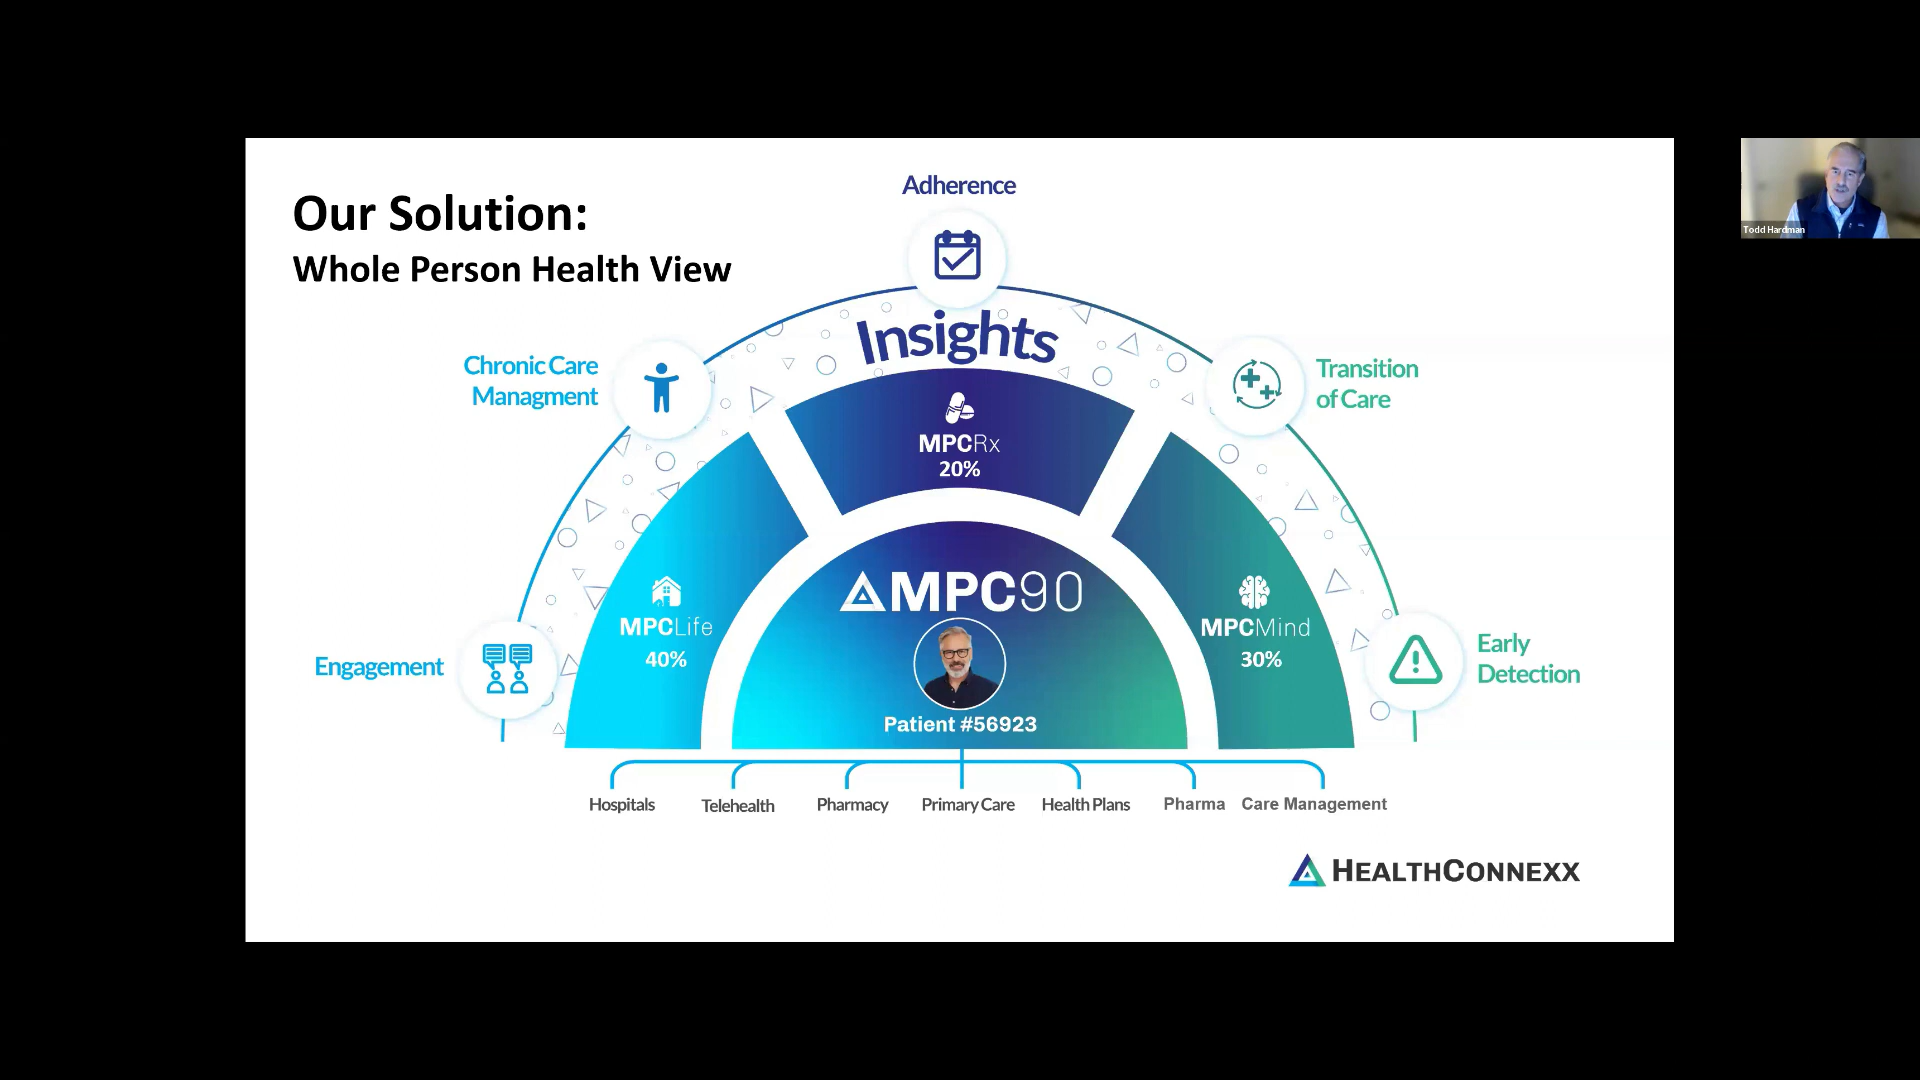 Our Solution:
Whole Person Health View
Adherence
Insights
Chronic Care
Managment
Transition
of Care
MPCRx
20%
Engagement
MPCLife
40%
MPC90
Patient #56923
MPCMind
30%
Early
Detection
Hospitals
Telehealth
Pharmacy
Primary Care
Health Plans
Pharma
Care Management
HEALTHCONNEXX
Todd Hardman